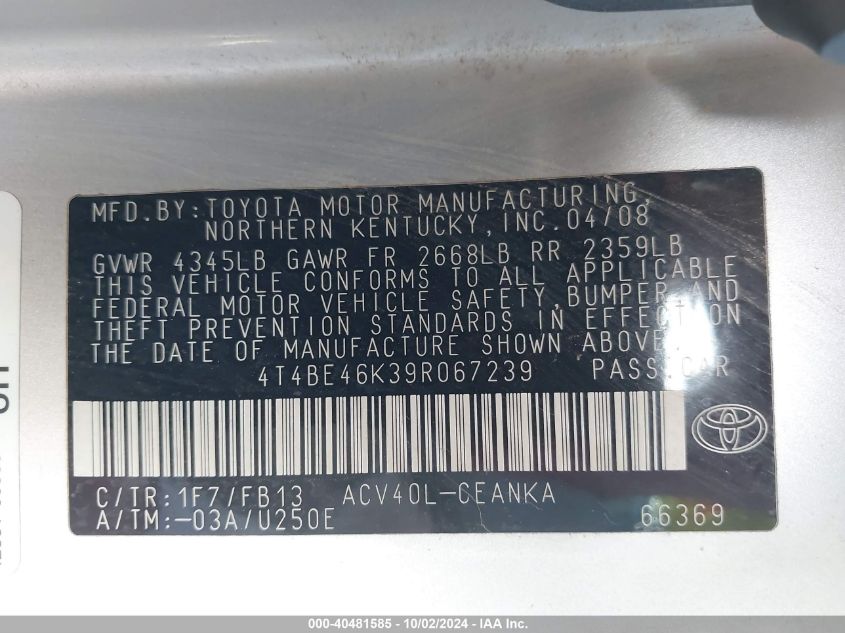 MFD.BY:TOYOTA MOTOR MANUFACTURING,
NORTHERN KENTUCKY,INC.04/08
GVWR 4345LB GAWR FR 2668LB RR 2359LB
THIS VEHICLE CONFORMS TO ALL APPLICABLE
FEDERAL MOTOR VEHICLE SAFETY,BUMPER,AND
THEFT PREVENTION STANDARDS IN EFFECT ON
THE DATE OF MANUFACTURE SHOWN ABOVE.
4T4BE46K39R067239 PASS.CAR
C/TR:1F7/FB13 ACV40L-CEANKA
A/TM:-03A/U250E 66369
000-40481585 - 10/02/2024 - IAA Inc.